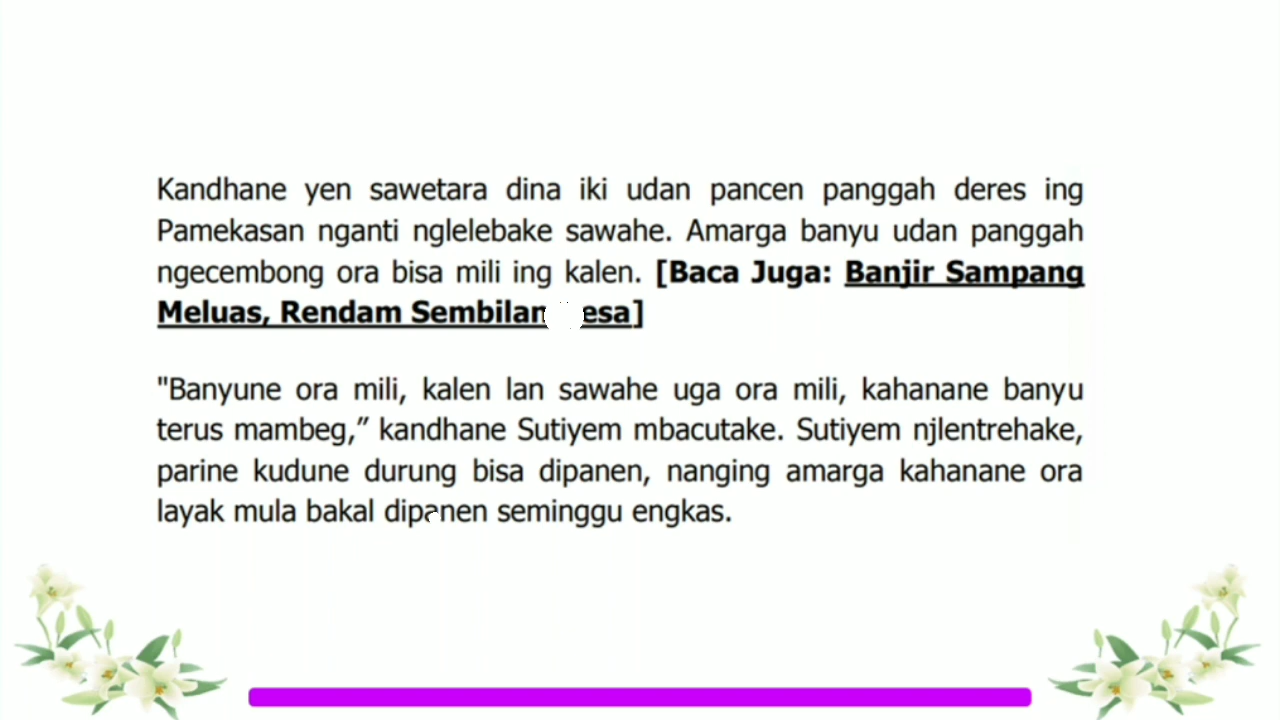 Kandhane yen sawetara dina iki udan pancen panggah deres ing
Pamekasan nganti nglelebake sawahe. Amarga banyu udan panggah
ngecembong ora bisa mili ing kalen. [Baca Juga: Banjir Sampang
Meluas, Rendam Sembilan]
"Banyune ora mili, kalen lan sawahe uga ora mili, kahanane banyu
terus mambeg,” kandhane Sutiyem mbacutake. Sutiyem njlentrehake,
parine kudune durung bisa dipanen, nanging amarga kahanane ora
layak mula bakal dipanen seminggu engkas.